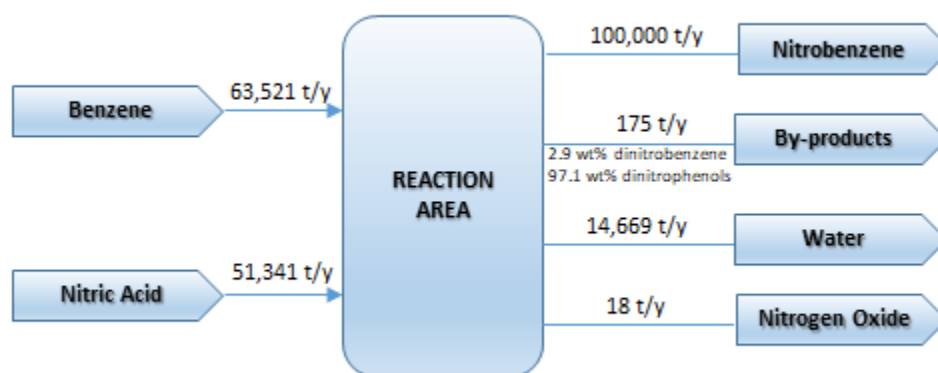 100,000 t/y
Nitrobenzene
Benzene
63,521 t/y
175 t/y
By-products
2.9 wt% dinitrobenzene
97.1 wt% dinitrophenols
REACTION
AREA
14,669 t/y
Water
Nitric Acid
51,341 t/y
18 t/y
Nitrogen Oxide